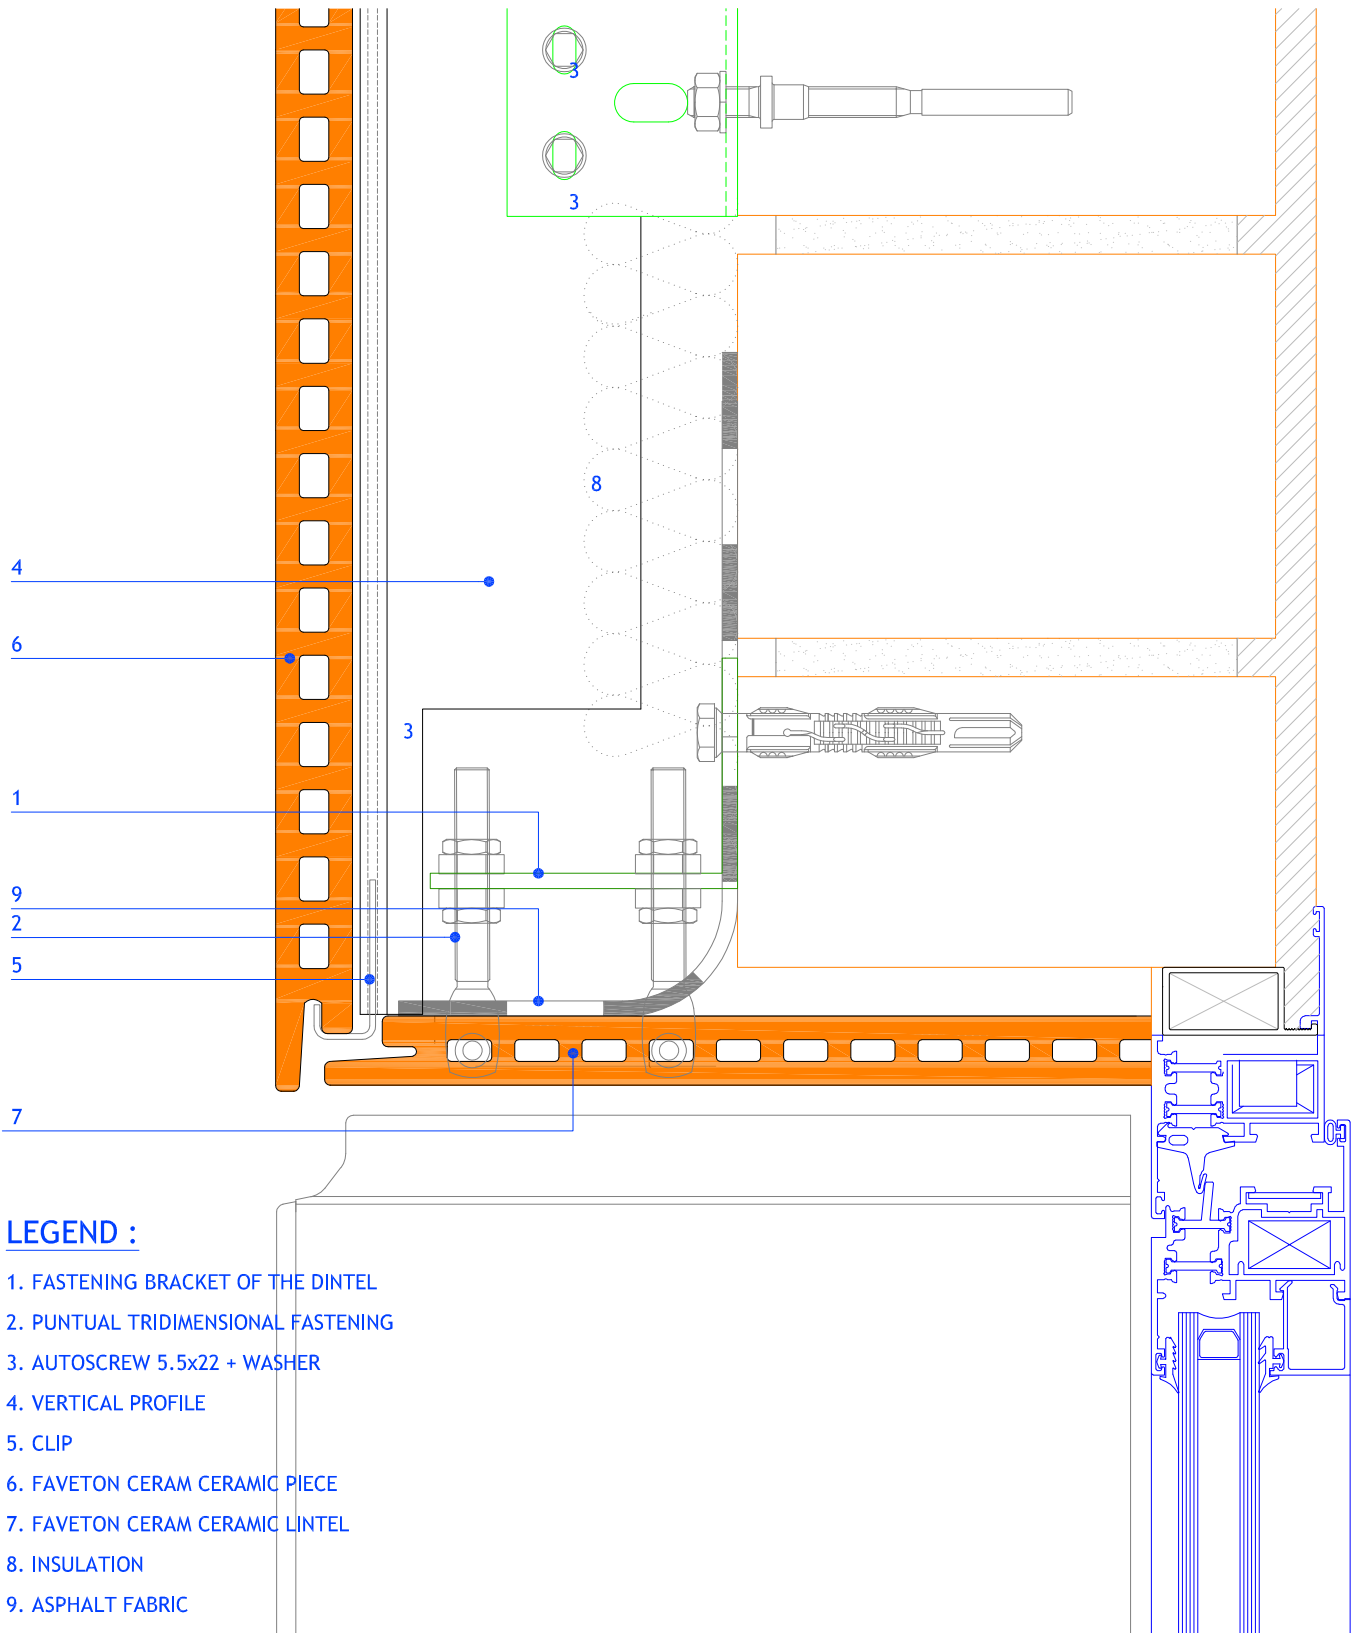 3
3
8
4
6
3
1
9
2
5
7
LEGEND :
1. FASTENING BRACKET OF THE DINTEL
2. PUNTUAL TRIDIMENSIONAL FASTENING
3. AUTOSCREW 5.5x22 + WASHER
4. VERTICAL PROFILE
5. CLIP
6. FAVETON CERAM CERAMIC PIECE
7. FAVETON CERAM CERAMIC LINTEL
8. INSULATION
9. ASPHALT FABRIC